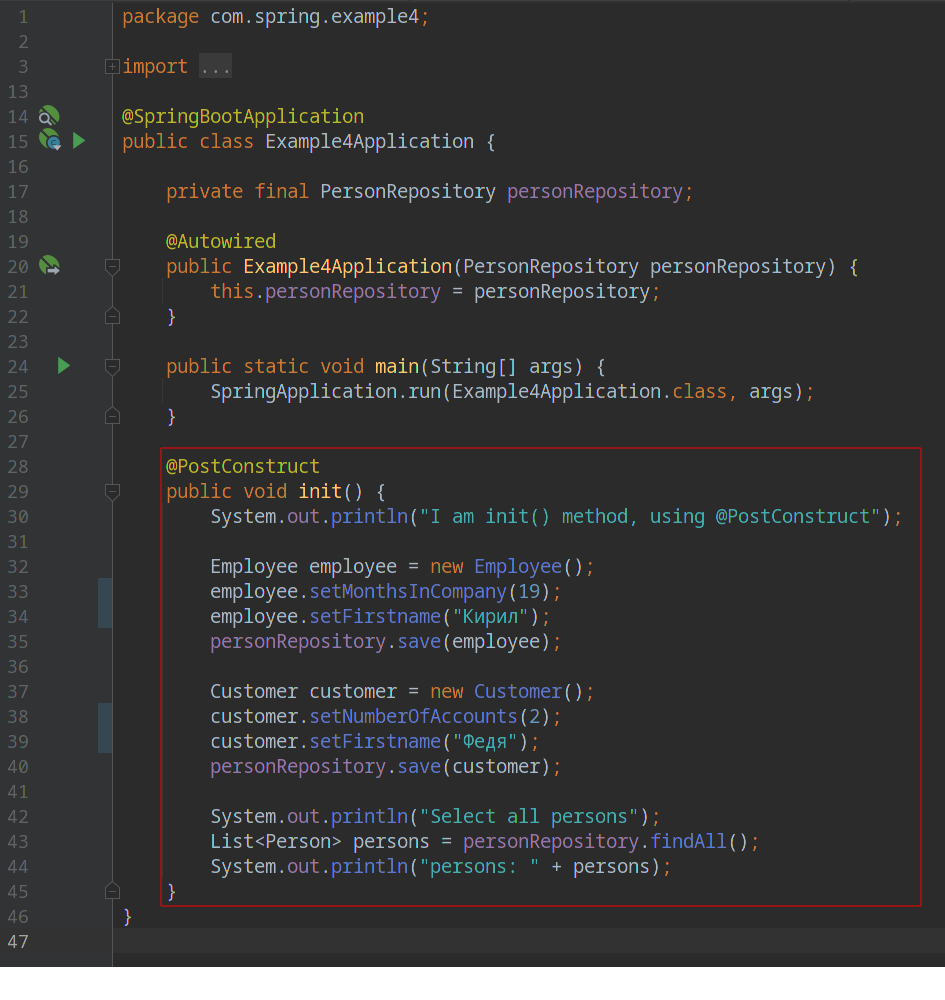 1 package com.spring.example4;
2
3 import ...
13
14 @SpringBootApplication
15 public class Example4Application {
16
17 private final PersonRepository personRepository;
18
19 @Autowired
20 public Example4Application(PersonRepository personRepository) {
21 this.personRepository = personRepository;
22 }
23
24 public static void main(String[] args) {
25 SpringApplication.run(Example4Application.class, args);
26 }
27
28 @PostConstruct
29 public void init() {
30 System.out.println("I am init() method, using @PostConstruct");
31
32 Employee employee = new Employee();
33 employee.setMonthsInCompany(19);
34 employee.setFirstname("Кирил");
35 personRepository.save(employee);
36
37 Customer customer = new Customer();
38 customer.setNumberOfAccounts(2);
39 customer.setFirstname("Федя");
40 personRepository.save(customer);
41
42 System.out.println("Select all persons");
43 List<Person> persons = personRepository.findAll();
44 System.out.println("persons: " + persons);
45 }
46 }
47